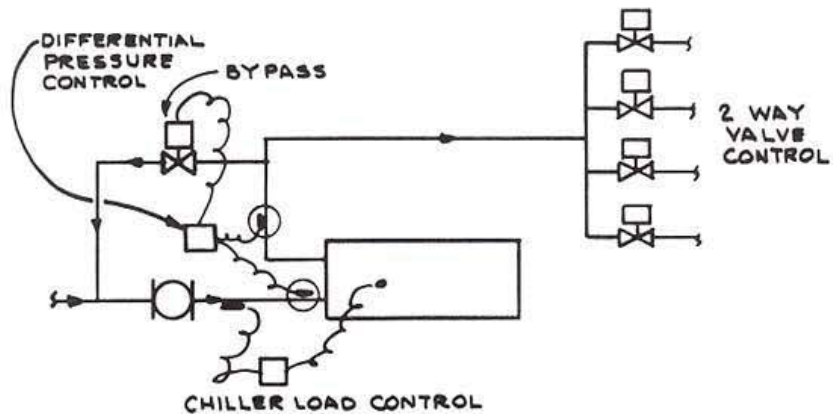 DIFFERENTIAL
PRESSURE
CONTROL
BYPASS
2 WAY
VALVE
CONTROL
CHILLER LOAD CONTROL